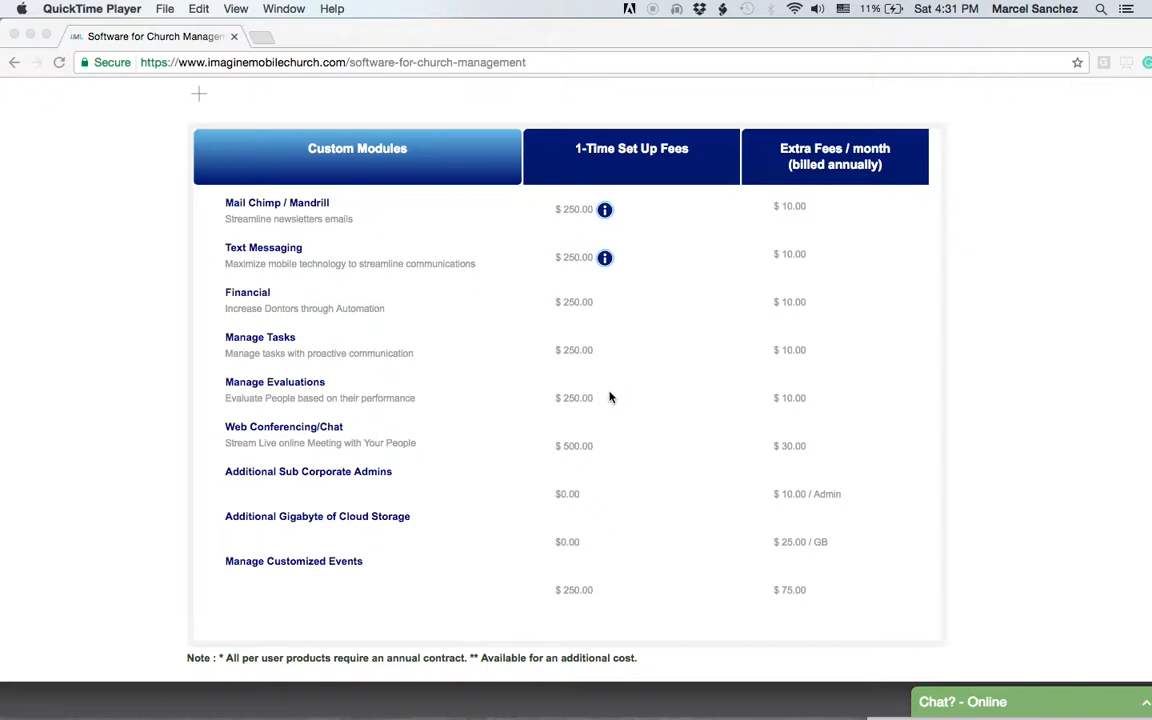 QuickTime Player File Edit View Window Help 11% Sat 4:31 PM Marcel Sanchez
IML Software for Church Managem
Secure https://www.imaginemobilechurch.com/software-for-church-management
Custom Modules 1-Time Set Up Fees Extra Fees / month
(billed annually)
Mail Chimp / Mandrill
Streamline newsletters emails
$ 250.00 i $ 10.00
Text Messaging
Maximize mobile technology to streamline communications
$ 250.00 i $ 10.00
Financial
Increase Dontors through Automation
$ 250.00 $ 10.00
Manage Tasks
Manage tasks with proactive communication
$ 250.00 $ 10.00
Manage Evaluations
Evaluate People based on their performance
$ 250.00 $ 10.00
Web Conferencing/Chat
Stream Live online Meeting with Your People
$ 500.00 $ 30.00
Additional Sub Corporate Admins
$0.00 $ 10.00 / Admin
Additional Gigabyte of Cloud Storage
$0.00 $ 25.00 / GB
Manage Customized Events
$ 250.00 $ 75.00
Note : * All per user products require an annual contract. ** Available for an additional cost.
Chat? - Online